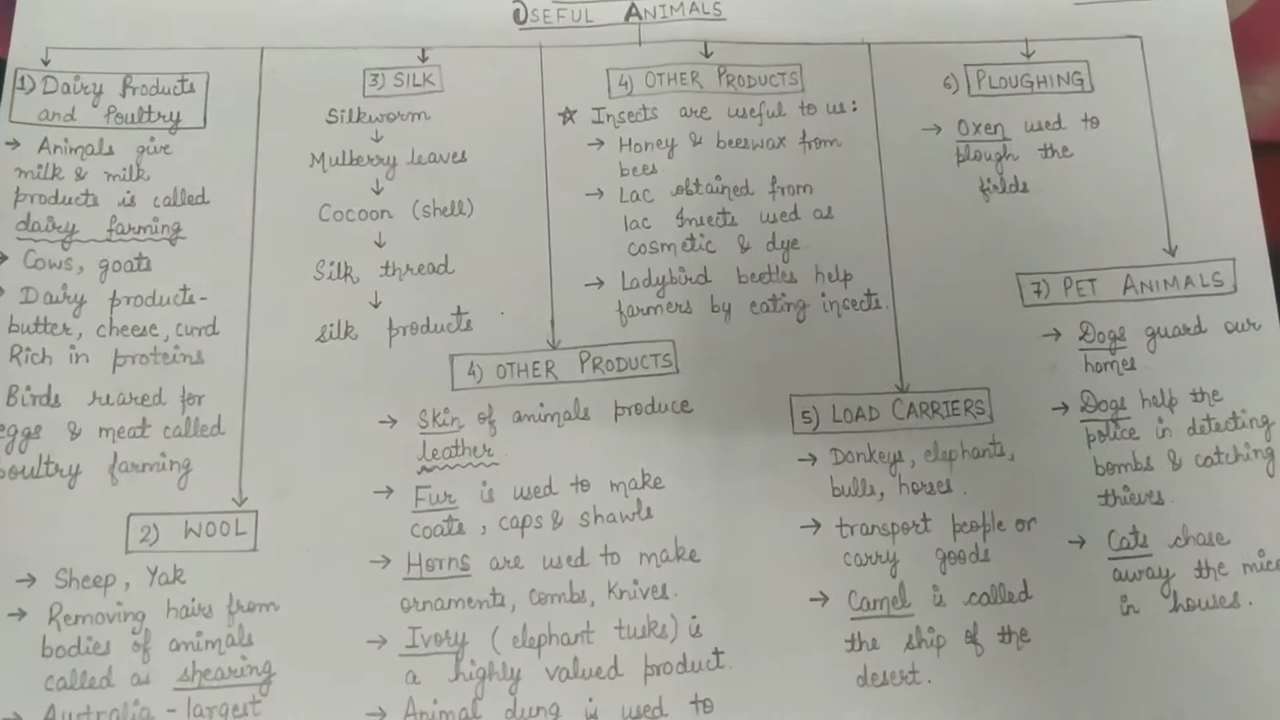 USEFUL ANIMALS
1) Dairy Products
and Poultry
→ Animals give
milk & milk
products is called
dairy farming
→ Cows, goats
→ Dairy products-
butter, cheese, curd
Rich in proteins
Birds reared for
eggs & meat called
poultry farming
2) WOOL
→ Sheep, Yak
→ Removing hairs from
bodies of animals
called as shearing
→ Australia - largest
3) SILK
Silkworm
↓
Mulberry leaves
↓
Cocoon (shell)
↓
Silk thread
↓
silk products
4) OTHER PRODUCTS
☆ Insects are useful to us:
→ Honey & beeswax from
bees
→ Lac obtained from
lac Insects used as
cosmetic & dye
→ Ladybird beetles help
farmers by eating insects.
4) OTHER PRODUCTS
→ Skin of animals produce
leather.
→ Fur is used to make
coats, caps & shawls
→ Horns are used to make
ornaments, combs, Knives.
→ Ivory (elephant tusks) is
a highly valued product.
→ Animal dung is used to
5) LOAD CARRIERS
→ Donkeys, elephants,
bulls, horses.
→ transport people or
carry goods
→ Camel is called
the ship of the
desert.
6) PLOUGHING
→ Oxen used to
plough the
fields
7) PET ANIMALS
→ Dogs guard our
homes.
→ Dogs help the
police in detecting
bombs & catching
thieves.
→ Cats chase
away the mice
in houses.